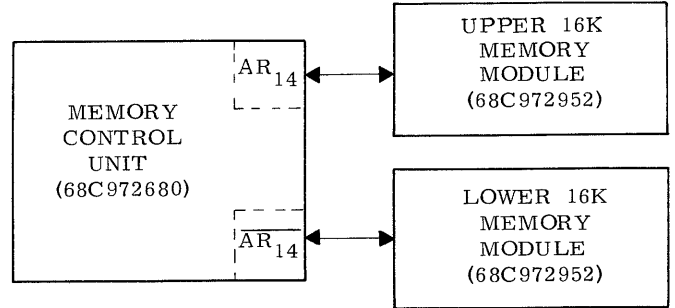 AR14
MEMORY
CONTROL
UNIT
(68C972680)
AR14
UPPER 16K
MEMORY
MODULE
(68C972952)
LOWER 16K
MEMORY
MODULE
(68C972952)